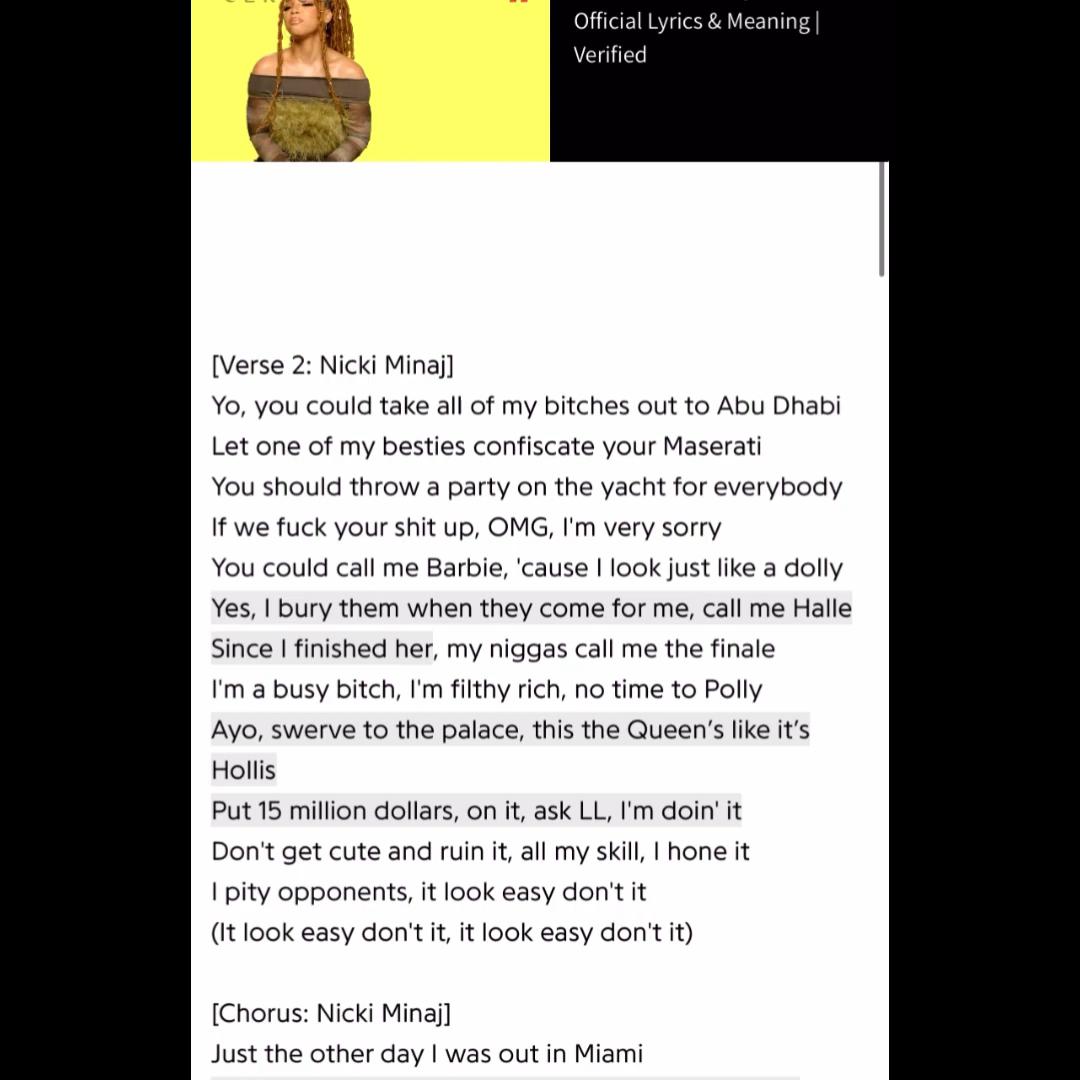 Official Lyrics & Meaning |
Verified
[Verse 2: Nicki Minaj]
Yo, you could take all of my bitches out to Abu Dhabi
Let one of my besties confiscate your Maserati
You should throw a party on the yacht for everybody
If we fuck your shit up, OMG, I'm very sorry
You could call me Barbie, 'cause I look just like a dolly
Yes, I bury them when they come for me, call me Halle
Since I finished her, my niggas call me the finale
I'm a busy bitch, I'm filthy rich, no time to Polly
Ayo, swerve to the palace, this the Queen’s like it’s
Hollis
Put 15 million dollars, on it, ask LL, I'm doin' it
Don't get cute and ruin it, all my skill, I hone it
I pity opponents, it look easy don't it
(It look easy don't it, it look easy don't it)
[Chorus: Nicki Minaj]
Just the other day I was out in Miami